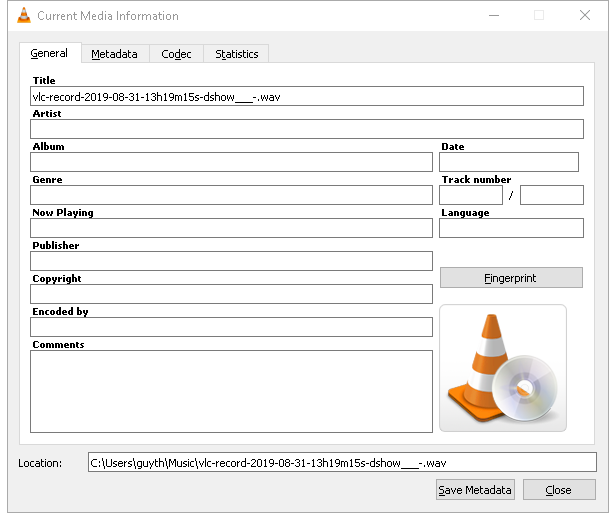 Current Media Information
General Metadata Codec Statistics
Title
vlc-record-2019-08-31-13h19m15s-dshow___-.wav
Artist
Album Date
Genre Track number
/
Now Playing Language
Publisher
Copyright Fingerprint
Encoded by
Comments
Location: C:\Users\guyth\Music\vlc-record-2019-08-31-13h19m15s-dshow___-.wav
Save Metadata Close